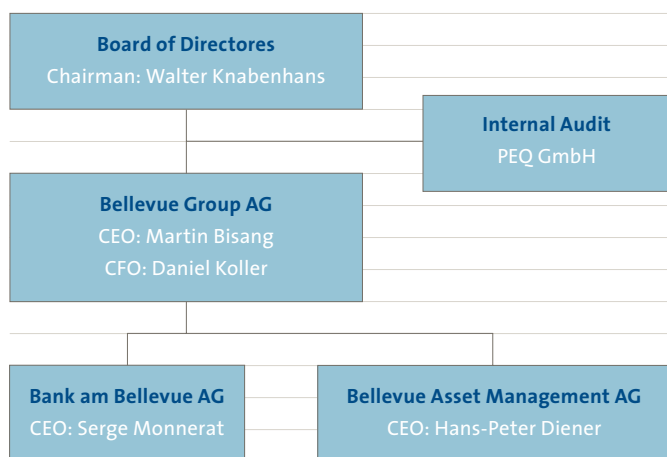 Board of Directores
Chairman: Walter Knabenhans
Internal Audit
PEQ GmbH
Bellevue Group AG
CEO: Martin Bisang
CFO: Daniel Koller
Bank am Bellevue AG
CEO: Serge Monnerat
Bellevue Asset Management AG
CEO: Hans-Peter Diener